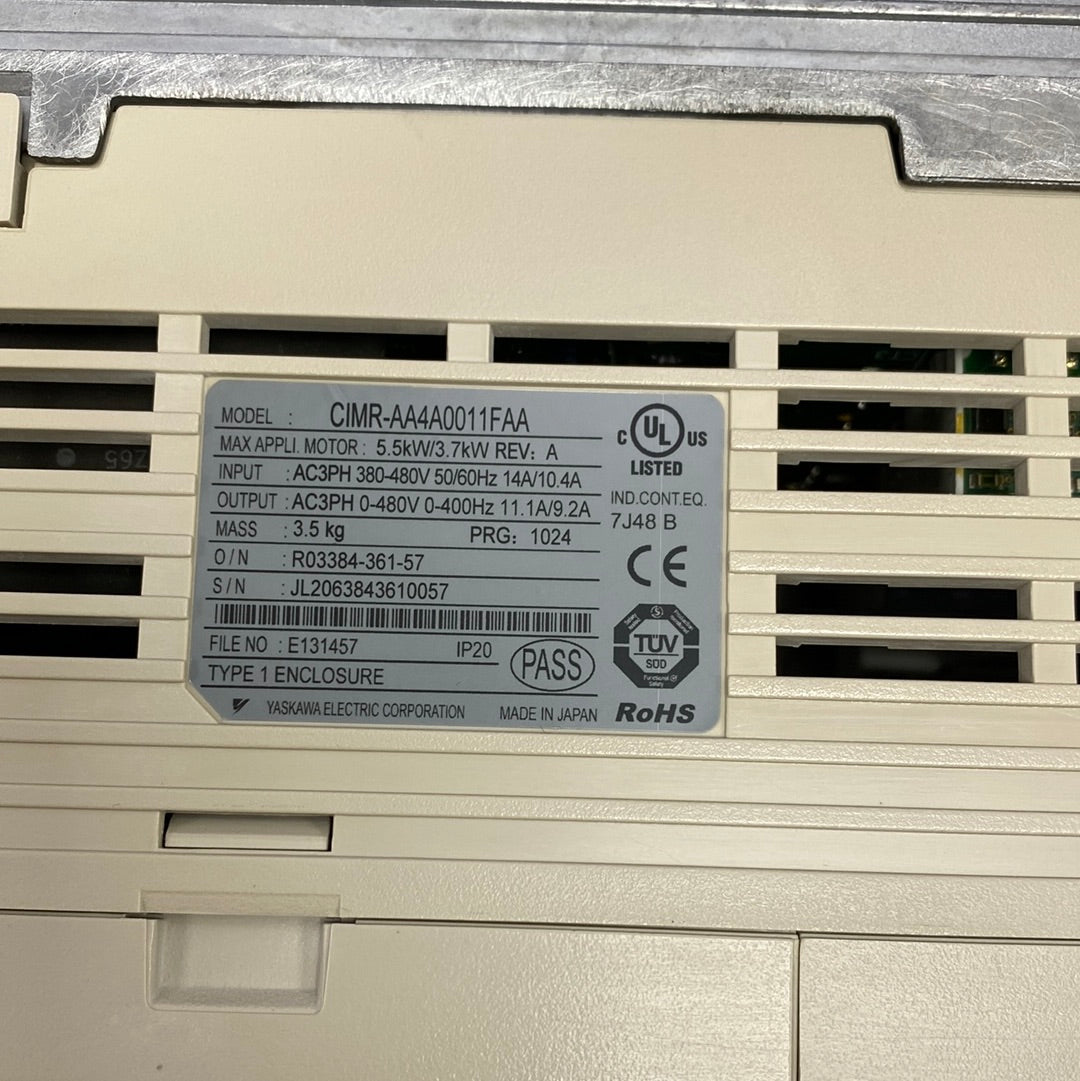 MODEL : CIMR-AA4A0011FAA
MAX APPLI. MOTOR : 5.5kW/3.7kW REV : A
INPUT : AC3PH 380-480V 50/60Hz 14A/10.4A
OUTPUT : AC3PH 0-480V 0-400Hz 11.1A/9.2A
MASS : 3.5 kg PRG : 1024
O/N : R03384-361-57
S/N : JL2063843610057
FILE NO : E131457 IP20
TYPE 1 ENCLOSURE
PASS
YASKAWA ELECTRIC CORPORATION MADE IN JAPAN
C UL US
LISTED
IND.CONT.EQ.
7J48 B
CE
TÜV
SÜD
Functional
Safety
RoHS